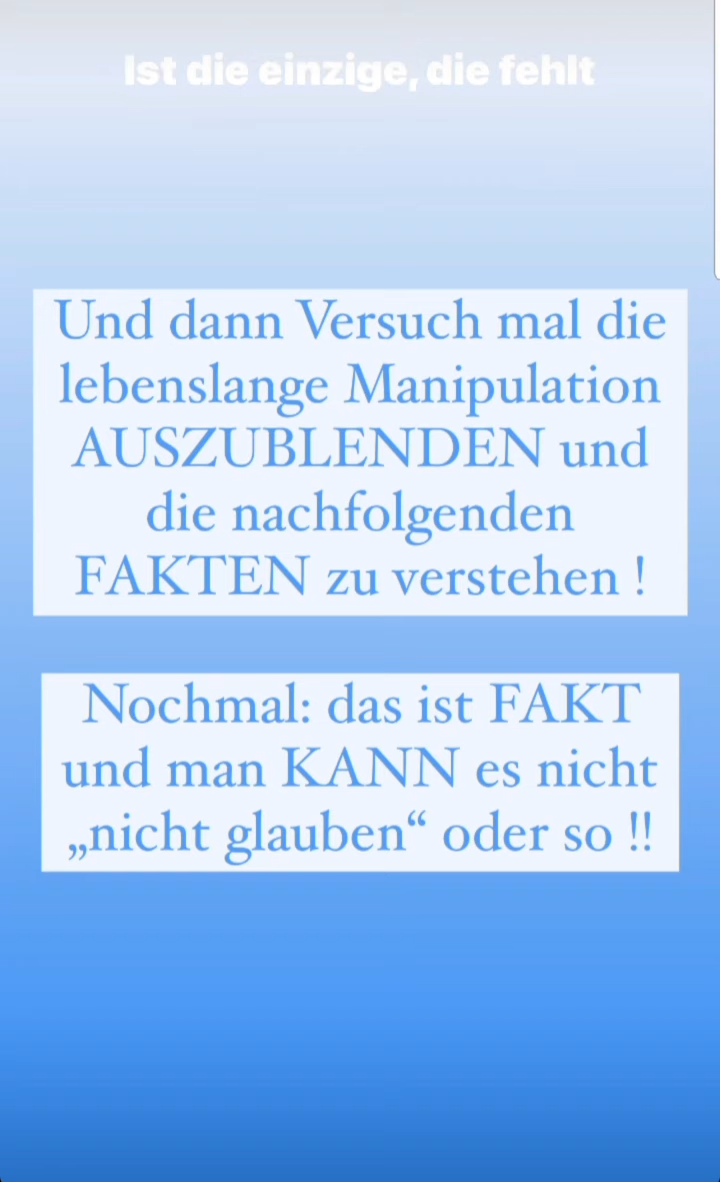 Ist die einzige, die fehlt
Und dann Versuch mal die
lebenslange Manipulation
AUSZUBLENDEN und
die nachfolgenden
FAKTEN zu verstehen !
Nochmal: das ist FAKT
und man KANN es nicht
„nicht glauben“ oder so !!